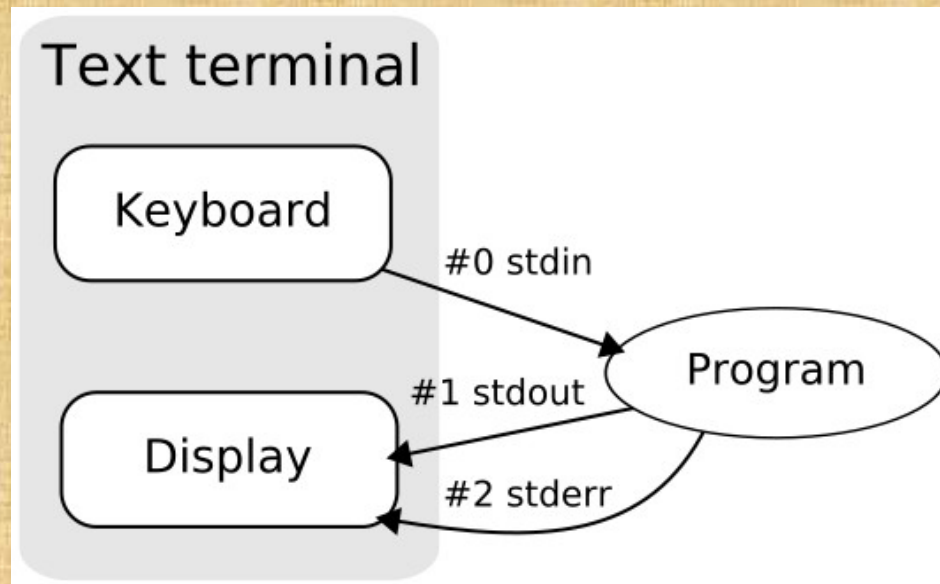 Text terminal
Keyboard
#0 stdin
Program
#1 stdout
Display
#2 stderr